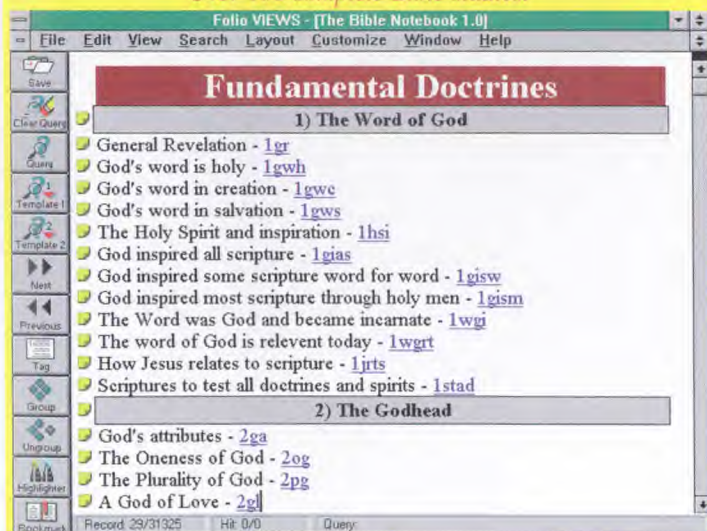 Folio VIEWS - [The Bible Notebook 1.0]
File Edit View Search Layout Customize Window Help
Save
Clear Query
Query
Template 1
Template 2
Next
Previous
Tag
Group
Ungroup
Highlighter
Bookmark
Fundamental Doctrines
1) The Word of God
General Revelation - 1gr
God's word is holy - 1gwh
God's word in creation - 1gwc
God's word in salvation - 1gws
The Holy Spirit and inspiration - 1hsi
God inspired all scripture - 1gias
God inspired some scripture word for word - 1gisw
God inspired most scripture through holy men - 1gism
The Word was God and became incarnate - 1wgi
The word of God is relevent today - 1wgrt
How Jesus relates to scripture - 1jrts
Scriptures to test all doctrines and spirits - 1stad
2) The Godhead
God's attributes - 2ga
The Oneness of God - 2og
The Plurality of God - 2pg
A God of Love - 2gl
Record: 29/31325 Hit: 0/0 Query: